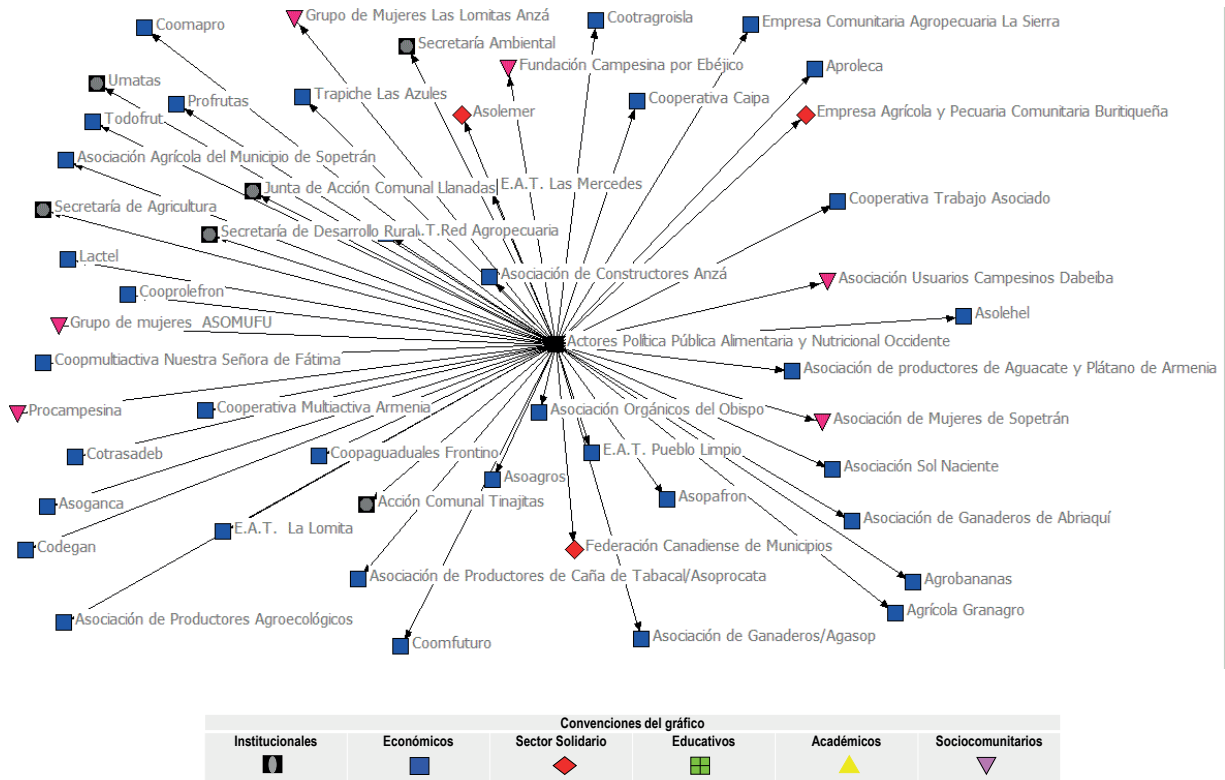 Grupo de Mujeres Las Lomitas Anzá
Cootragroisla
Empresa Comunitaria Agropecuaria La Sierra
Coomapro
Secretaría Ambiental
Fundación Campesina por Ebéjico
Aproleca
Umatas
Profrutas
Trapiche Las Azules
Cooperativa Caipa
Asolemer
Empresa Agrícola y Pecuaria Comunitaria Buritiqueña
Todofrut
Asociación Agrícola del Municipio de Sopetrán
Junta de Acción Comunal Llanadas
E.A.T. Las Mercedes
Cooperativa Trabajo Asociado
Secretaría de Agricultura
Secretaría de Desarrollo Rural
.T.Red Agropecuaria
Lactel
Asociación de Constructores Anzá
Asociación Usuarios Campesinos Dabeiba
Cooprolefron
Asolehel
Grupo de mujeres ASOMUFU
Actores Política Pública Alimentaria y Nutricional Occidente
Coopmultiactiva Nuestra Señora de Fátima
Asociación de productores de Aguacate y Plátano de Armenia
Procampesina
Cooperativa Multiactiva Armenia
Asociación Orgánicos del Obispo
Asociación de Mujeres de Sopetrán
Cotrasadeb
Coopaguaduales Frontino
E.A.T. Pueblo Limpio
Asociación Sol Naciente
Asoagros
Asoganca
Acción Comunal Tinajitas
Asopafron
Asociación de Ganaderos de Abriaquí
E.A.T. La Lomita
Codegan
Federación Canadiense de Municipios
Asociación de Productores de Caña de Tabacal/Asoprocata
Agrobananas
Asociación de Productores Agroecológicos
Agrícola Granagro
Coomfuturo
Asociación de Ganaderos/Agasop
Convenciones del gráfico
Institucionales Económicos Sector Solidario Educativos Académicos Sociocomunitarios